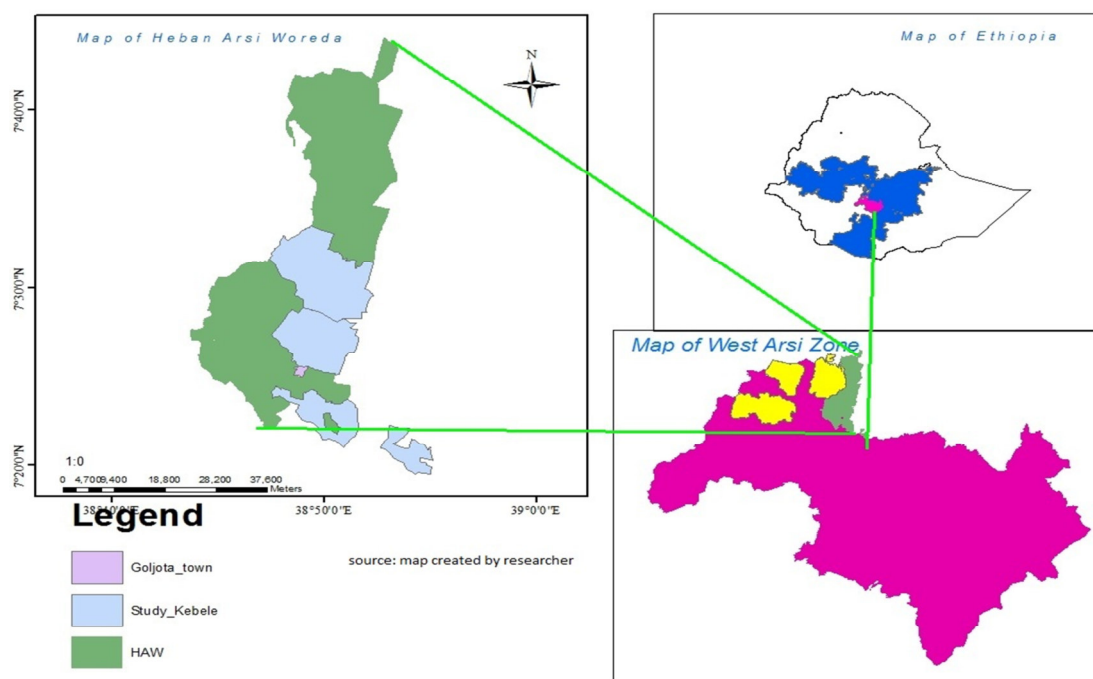 Map of Heban Arsi Woreda
N
7°40'0"N
7°30'0"N
7°20'0"N
1:0
0 4,700 9,400 18,800 28,200 37,600
Meters
38°50'0"E
39°0'0"E
Legend
Goljota_town
Study_Kebele
HAW
source: map created by researcher
Map of Ethiopia
Map of West Arsi Zone